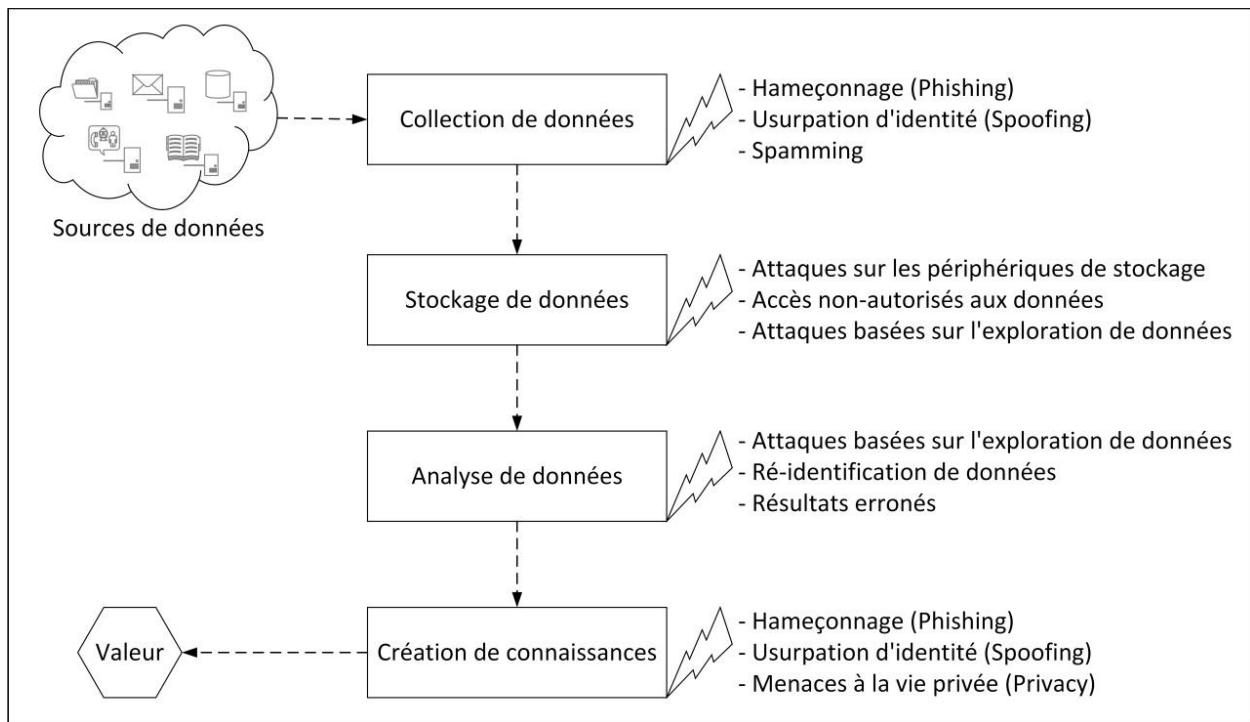 Collection de données
- Hameçonnage (Phishing)
- Usurpation d'identité (Spoofing)
- Spamming
Sources de données
Stockage de données
- Attaques sur les périphériques de stockage
- Accès non-autorisés aux données
- Attaques basées sur l'exploration de données
Analyse de données
- Attaques basées sur l'exploration de données
- Ré-identification de données
- Résultats erronés
Valeur
Création de connaissances
- Hameçonnage (Phishing)
- Usurpation d'identité (Spoofing)
- Menaces à la vie privée (Privacy)